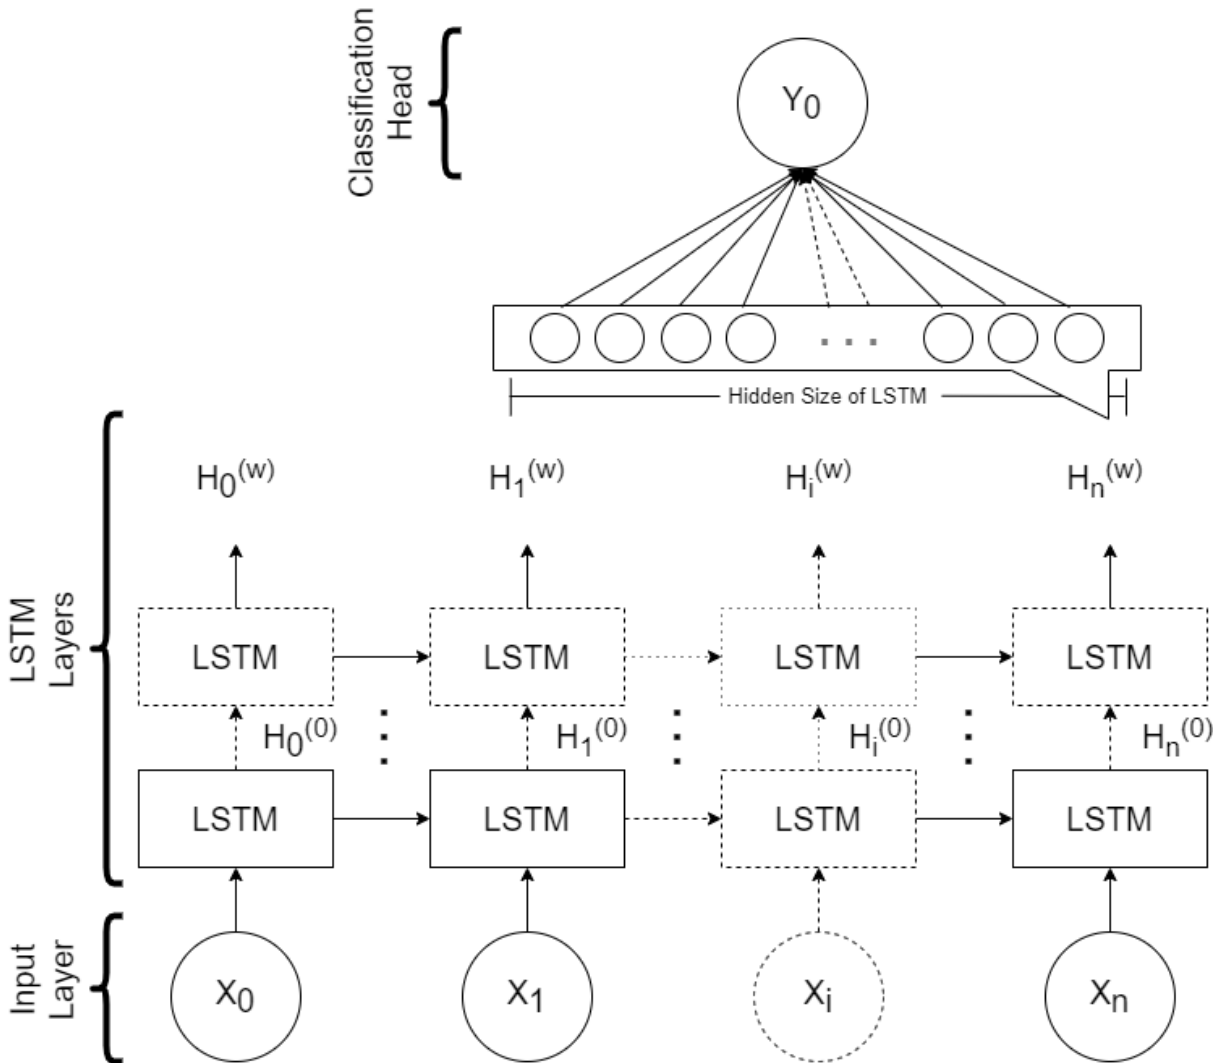 Classification
Head
Y₀
. . .
Hidden Size of LSTM
LSTM
Layers
H₀⁽ʷ⁾ H₁⁽ʷ⁾ Hᵢ⁽ʷ⁾ Hₙ⁽ʷ⁾
LSTM LSTM LSTM LSTM
H₀⁽⁰⁾ H₁⁽⁰⁾ Hᵢ⁽⁰⁾ Hₙ⁽⁰⁾
LSTM LSTM LSTM LSTM
Input
Layer
X₀ X₁ Xᵢ Xₙ